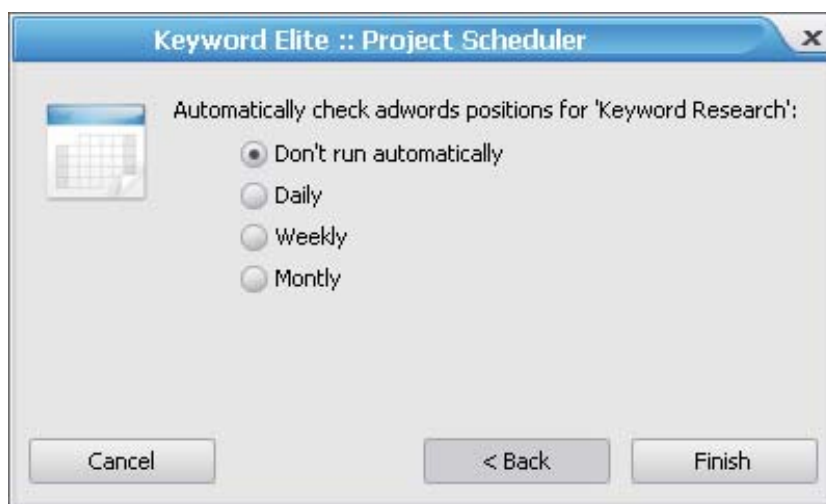 Keyword Elite :: Project Scheduler
x
Automatically check adwords positions for 'Keyword Research':
Don't run automatically
Daily
Weekly
Montly
Cancel
< Back
Finish